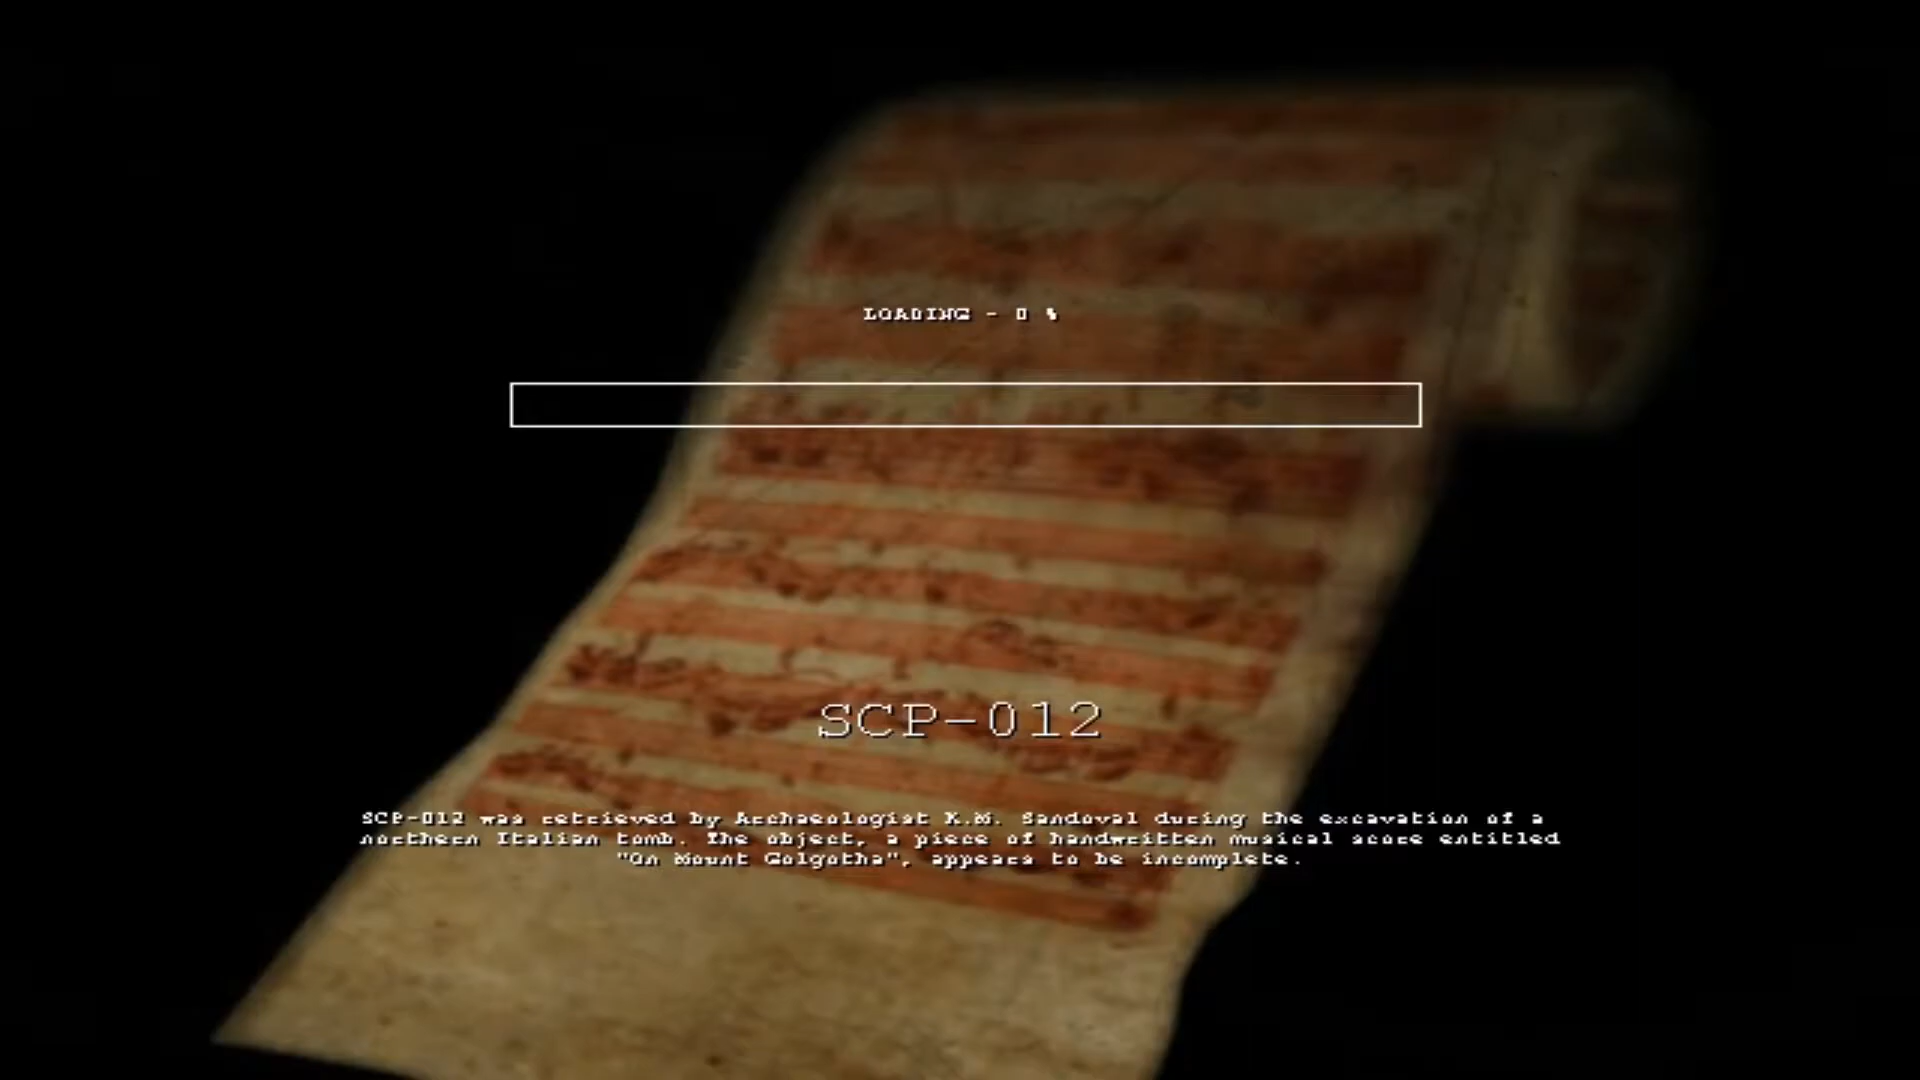 LOADING - 0 %
SCP-012
SCP-012 was retrieved by Archaeologist K.M. Sandoval during the excavation of a
northern Italian tomb. The object, a piece of handwritten musical score entitled
"On Mount Golgotha", appears to be incomplete.